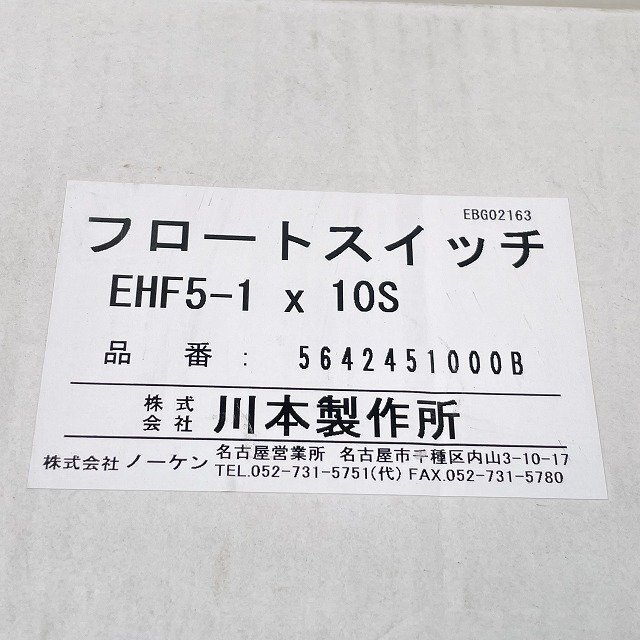 EBG02163
フロートスイッチ
EHF5-1 x 10S
品 番: 5642451000B
株式会社 川本製作所
株式会社 ノーケン 名古屋営業所 名古屋市千種区内山3-10-17
TEL.052-731-5751(代) FAX.052-731-5780